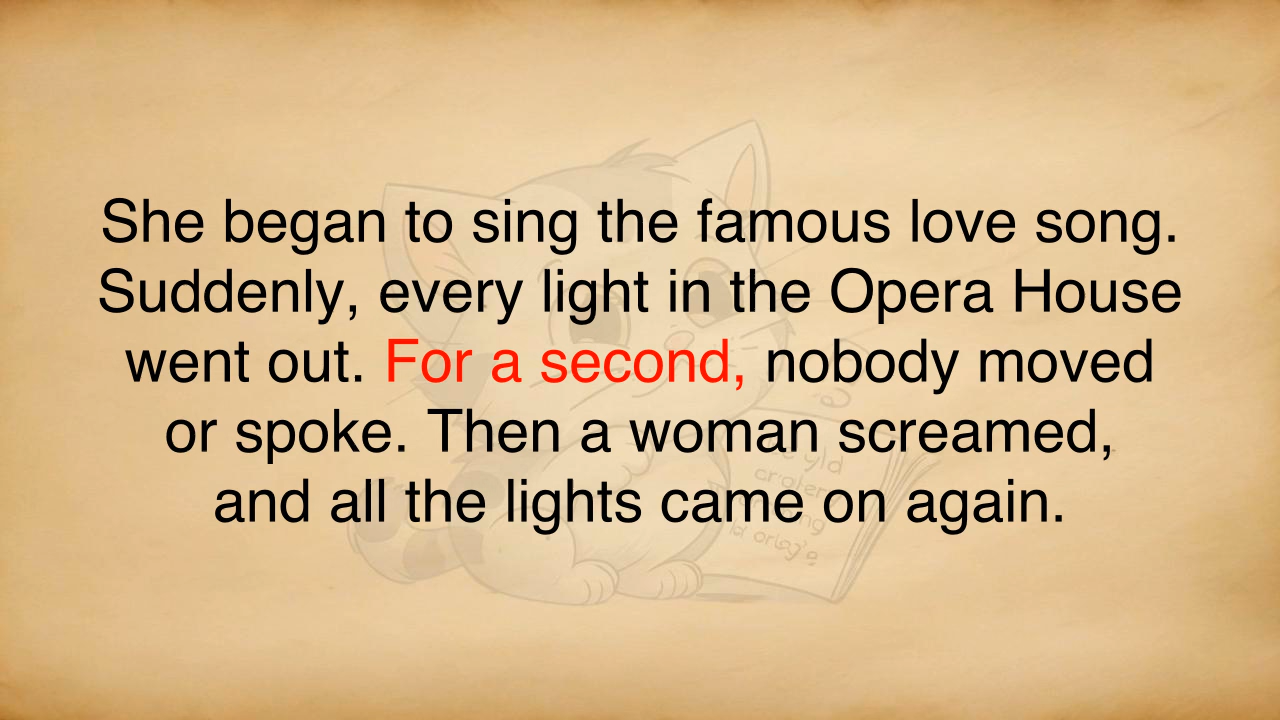 She began to sing the famous love song.
Suddenly, every light in the Opera House
went out. For a second, nobody moved
or spoke. Then a woman screamed,
and all the lights came on again.